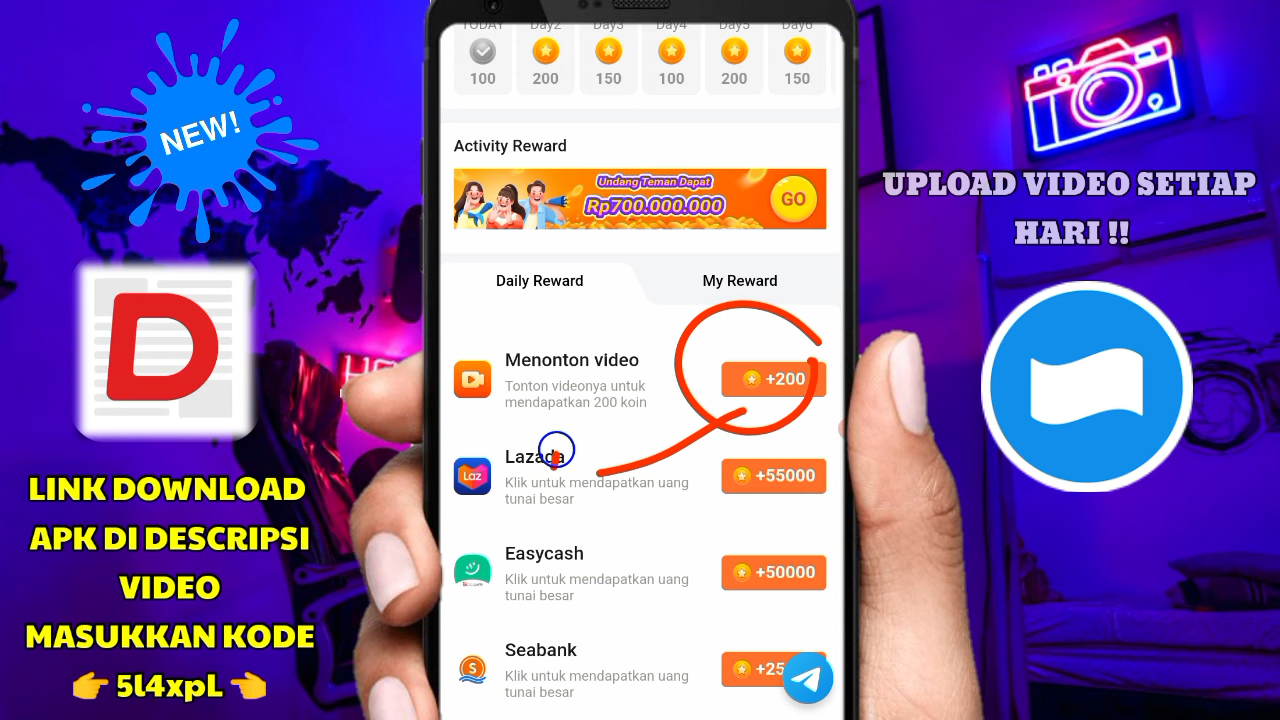 NEW!
LINK DOWNLOAD
APK DI DESCRIPSI
VIDEO
MASUKKAN KODE
👉 5l4xpL 👈
TODAY Day2 Day3 Day4 Day5 Day6
100 200 150 100 200 150
Activity Reward
Undang Teman Dapat
Rp700.000.000
GO
Daily Reward My Reward
Menonton video
Tonton videonya untuk
mendapatkan 200 koin
+200
Lazada
Klik untuk mendapatkan uang
tunai besar
+55000
Laz
Easycash
Klik untuk mendapatkan uang
tunai besar
+50000
Seabank
Klik untuk mendapatkan uang
tunai besar
S
D
UPLOAD VIDEO SETIAP
HARI !!